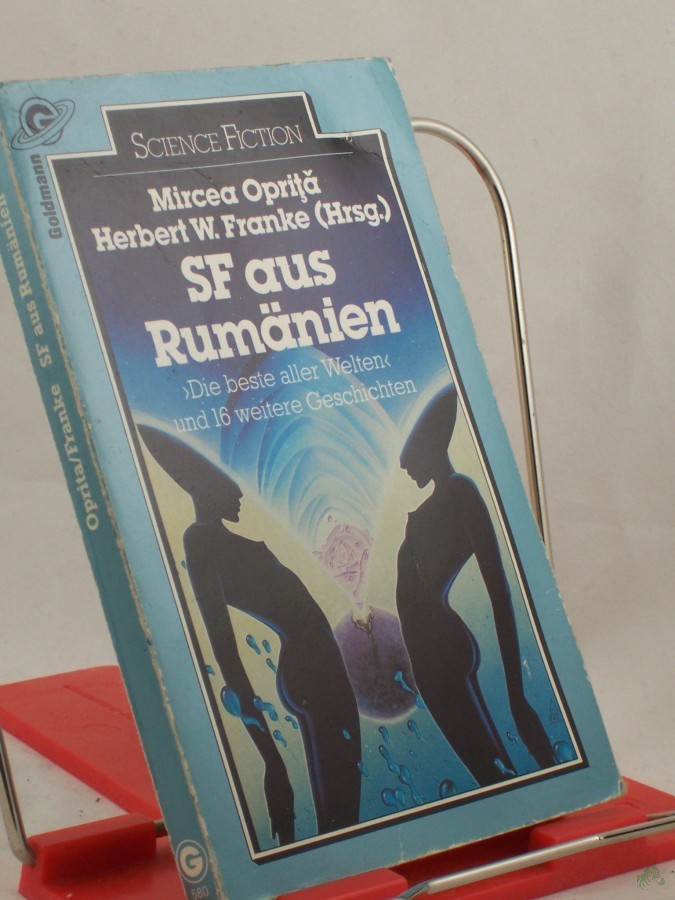 SCIENCE FICTION
Mircea Opriţă
Herbert W. Franke (Hrsg.)
SF aus
Rumänien
›Die beste aller Welten‹
und 16 weitere Geschichten
G
Goldmann
Oprita/Franke SF aus Rumänien
G
580